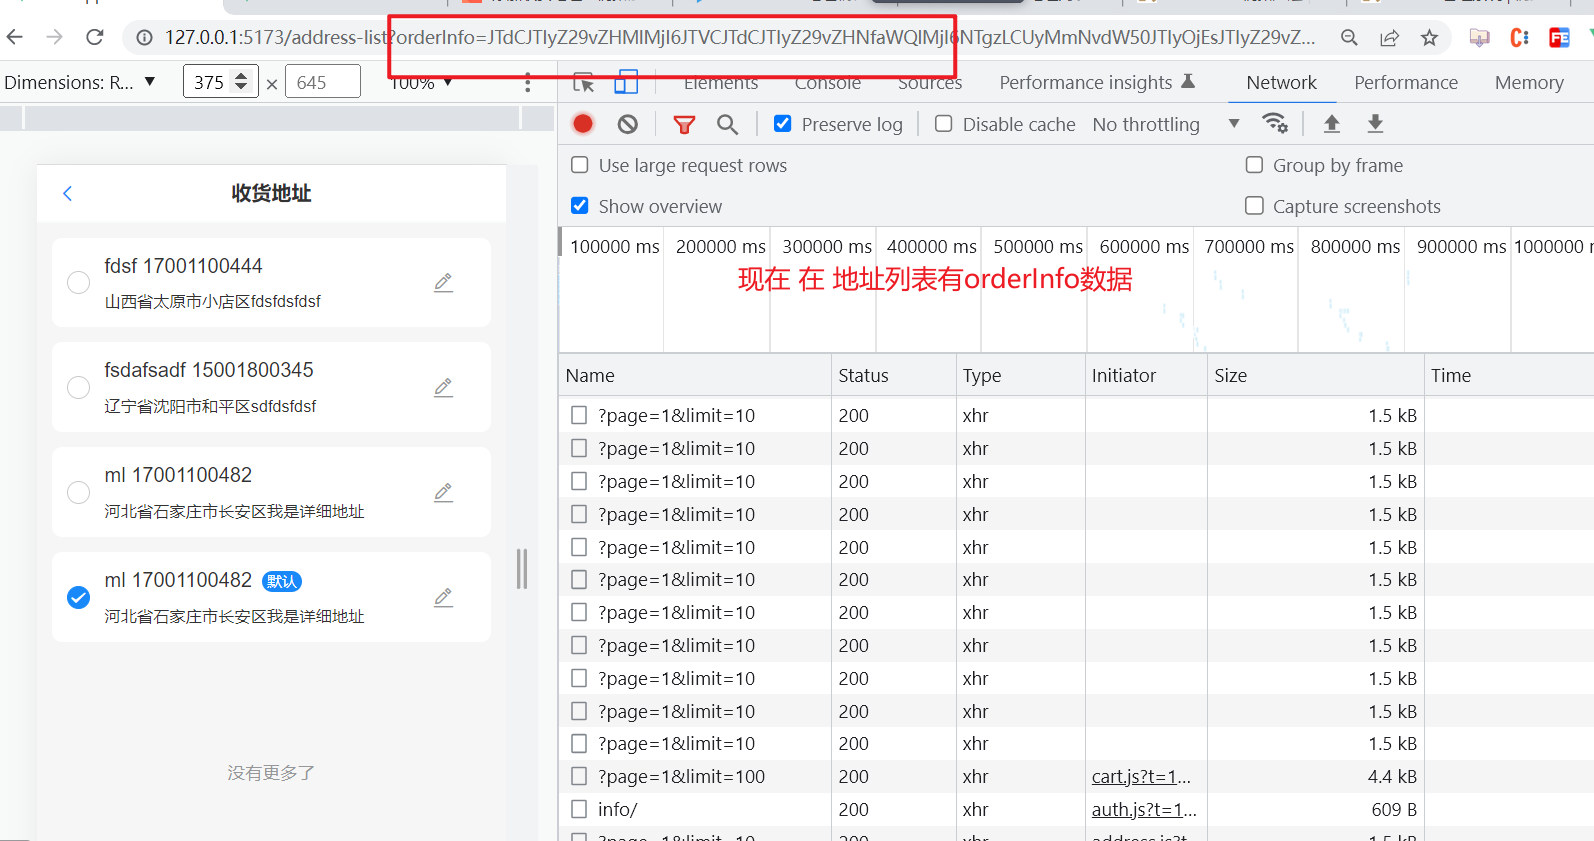 127.0.0.1:5173/address-list?orderInfo=JTdCJTIyZ29vZHMlMjI6JTVCJTdCJTIyZ29vZHNfaWQlMjI6NTgzLCUyMmNvdW50JTIyOjEsJTIyZ29vZ...
Dimensions: R... ▼ 375 × 645 100% ▼
Elements Console Sources Performance insights Network Performance Memory
Preserve log Disable cache No throttling ▼
Use large request rows Group by frame
Show overview Capture screenshots
100000 ms 200000 ms 300000 ms 400000 ms 500000 ms 600000 ms 700000 ms 800000 ms 900000 ms 1000000
现在 在 地址列表有orderInfo数据
收货地址
fdsf 17001100444
山西省太原市小店区fdsfdsfdsf
fsdafsadf 15001800345
辽宁省沈阳市和平区sdfdsfdsf
ml 17001100482
河北省石家庄市长安区我是详细地址
ml 17001100482 默认
河北省石家庄市长安区我是详细地址
没有更多了
Name Status Type Initiator Size Time
?page=1&limit=10 200 xhr 1.5 kB
?page=1&limit=10 200 xhr 1.5 kB
?page=1&limit=10 200 xhr 1.5 kB
?page=1&limit=10 200 xhr 1.5 kB
?page=1&limit=10 200 xhr 1.5 kB
?page=1&limit=10 200 xhr 1.5 kB
?page=1&limit=10 200 xhr 1.5 kB
?page=1&limit=10 200 xhr 1.5 kB
?page=1&limit=10 200 xhr 1.5 kB
?page=1&limit=10 200 xhr 1.5 kB
?page=1&limit=10 200 xhr 1.5 kB
?page=1&limit=100 200 xhr cart.js?t=1... 4.4 kB
info/ 200 xhr auth.js?t=1... 609 B
?page=1&limit=10 200 xhr address.js?t 1.5 kB